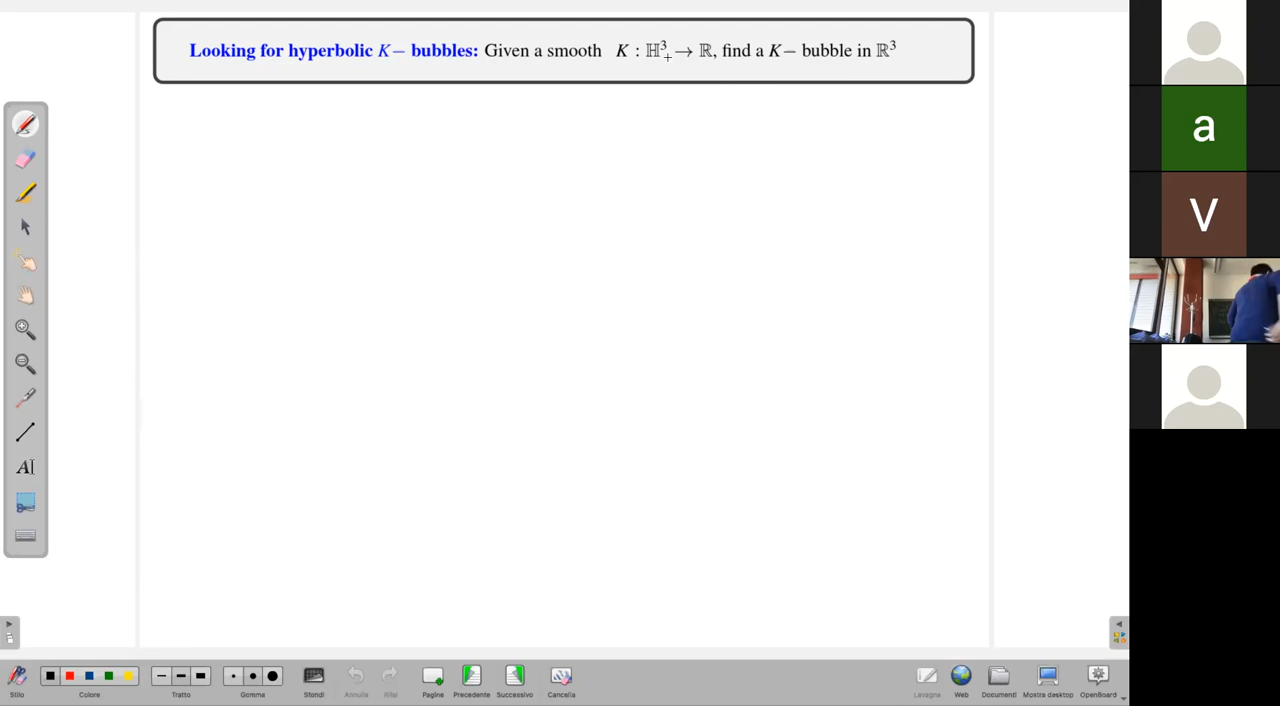 Looking for hyperbolic K− bubbles: Given a smooth K : ℍ³₊ → ℝ, find a K− bubble in ℝ³
a
V
A
Stilo
Colore
Tratto
Gomma
Sfondi
Annulla
Pagine
Precedente
Successivo
Cancella
Lavagna
Web
Documenti
Mostra desktop
OpenBoard